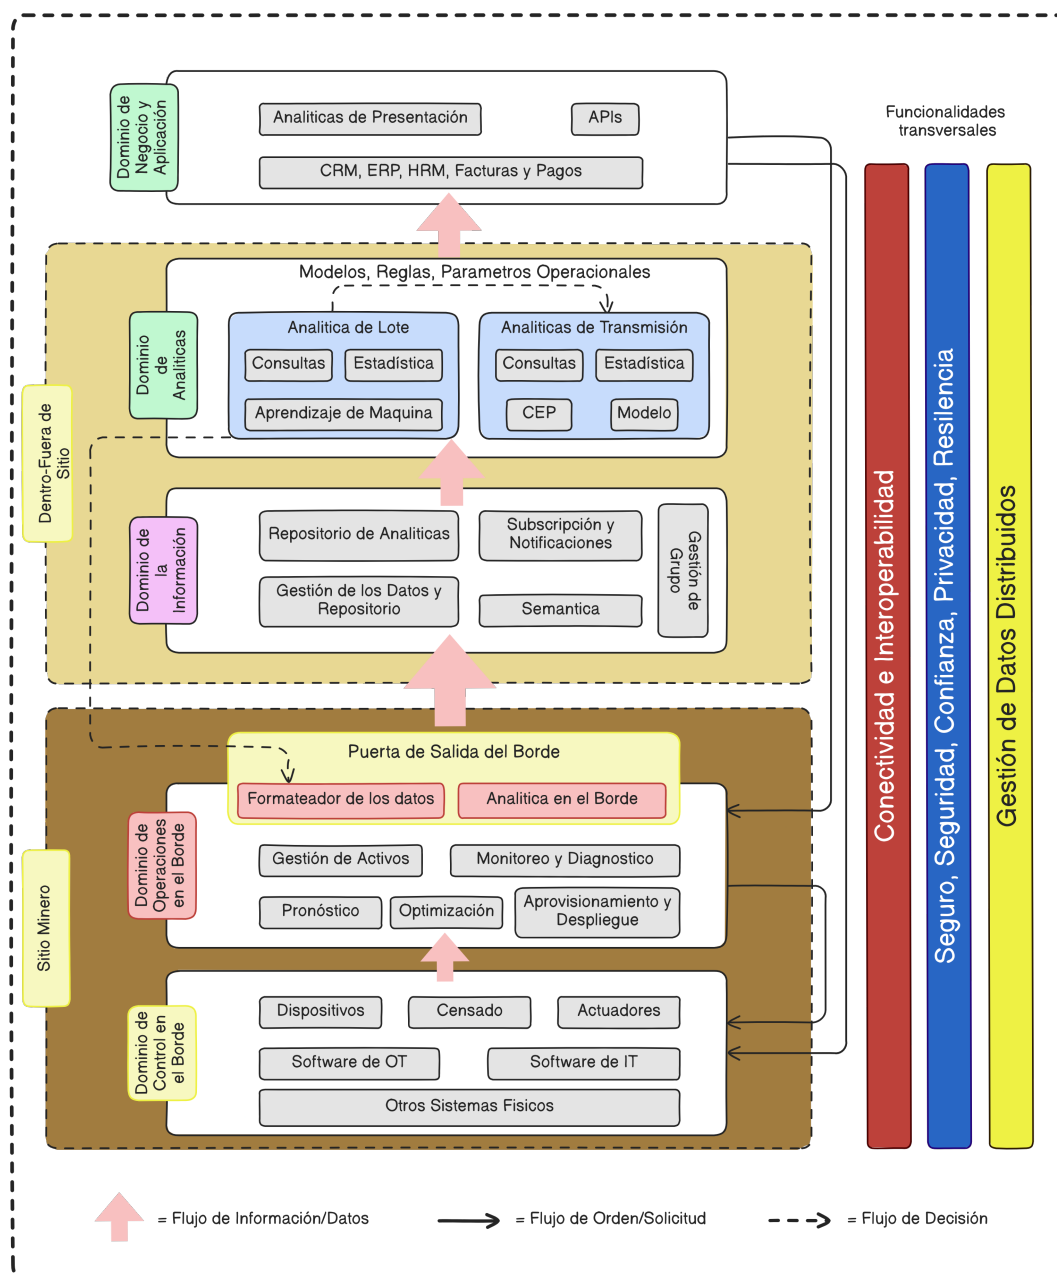 Funcionalidades
transversales
Dominio de
Negocio y
Aplicación
Analiticas de Presentación
APIs
CRM, ERP, HRM, Facturas y Pagos
Modelos, Reglas, Parametros Operacionales
Dominio
de
Analiticas
Analitica de Lote
Consultas
Estadística
Aprendizaje de Maquina
Analiticas de Transmisión
Consultas
Estadística
CEP
Modelo
Dentro-Fuera de
Sitio
Dominio de
la
Información
Repositorio de Analiticas
Subscripción y
Notificaciones
Gestión de
Grupo
Gestión de los Datos y
Repositorio
Semantica
Puerta de Salida del Borde
Formateador de los datos
Analitica en el Borde
Dominio de
Operaciones
en el Borde
Gestión de Activos
Monitoreo y Diagnostico
Pronóstico
Optimización
Aprovisionamiento y
Despliegue
Sitio Minero
Dominio de
Control en
el Borde
Dispositivos
Censado
Actuadores
Software de OT
Software de IT
Otros Sistemas Fisicos
Conectividad e Interoperabilidad
Seguro, Seguridad, Confianza, Privacidad, Resilencia
Gestión de Datos Distribuidos
= Flujo de Información/Datos
= Flujo de Orden/Solicitud
= Flujo de Decisión